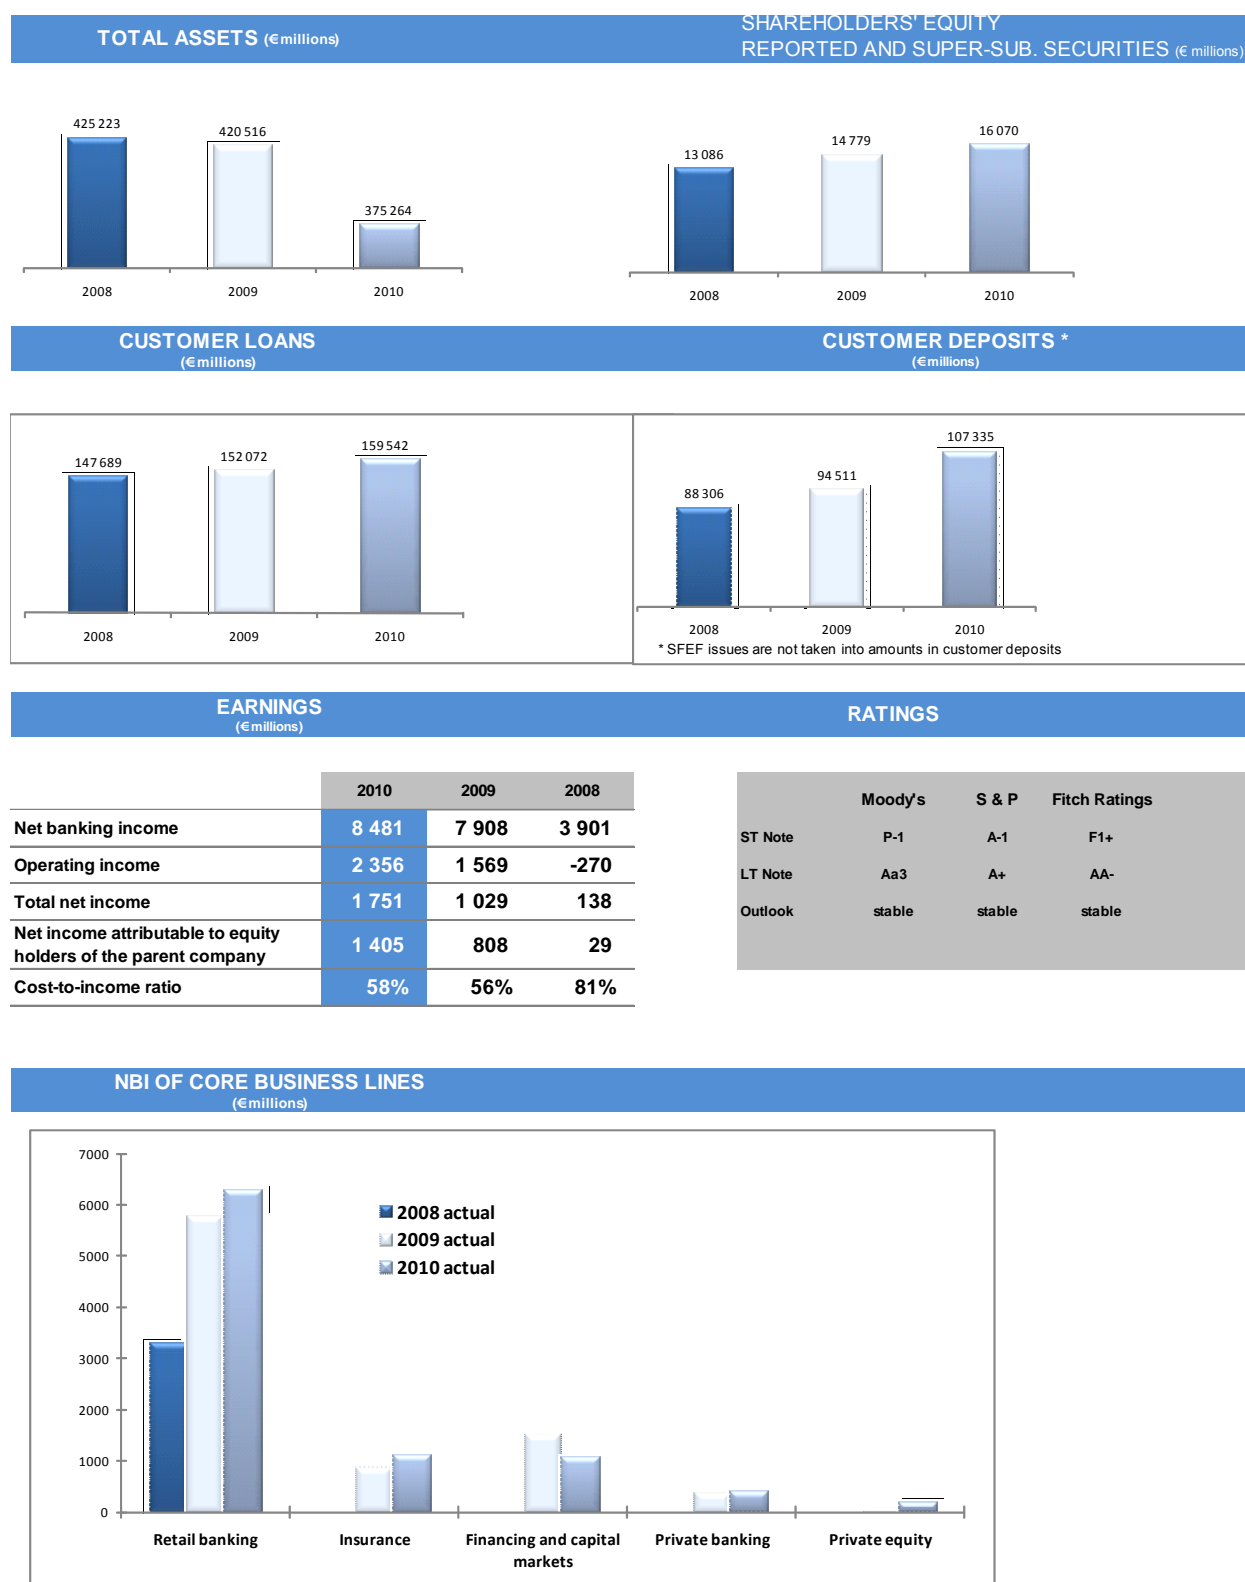 TOTAL ASSETS (€ millions)
SHAREHOLDERS' EQUITY
REPORTED AND SUPER-SUB. SECURITIES (€ millions)
425 223
420 516
375 264
2008 2009 2010
13 086
14 779
16 070
2008 2009 2010
CUSTOMER LOANS
(€ millions)
CUSTOMER DEPOSITS *
(€ millions)
147 689
152 072
159 542
2008 2009 2010
88 306
94 511
107 335
2008 2009 2010
* SFEF issues are not taken into amounts in customer deposits
EARNINGS
(€ millions)
RATINGS
2010 2009 2008
Net banking income 8 481 7 908 3 901
Operating income 2 356 1 569 -270
Total net income 1 751 1 029 138
Net income attributable to equity
holders of the parent company 1 405 808 29
Cost-to-income ratio 58% 56% 81%
Moody's S & P Fitch Ratings
ST Note P-1 A-1 F1+
LT Note Aa3 A+ AA-
Outlook stable stable stable
NBI OF CORE BUSINESS LINES
(€ millions)
7000
6000
5000
4000
3000
2000
1000
0
2008 actual
2009 actual
2010 actual
Retail banking Insurance Financing and capital Private banking Private equity
markets